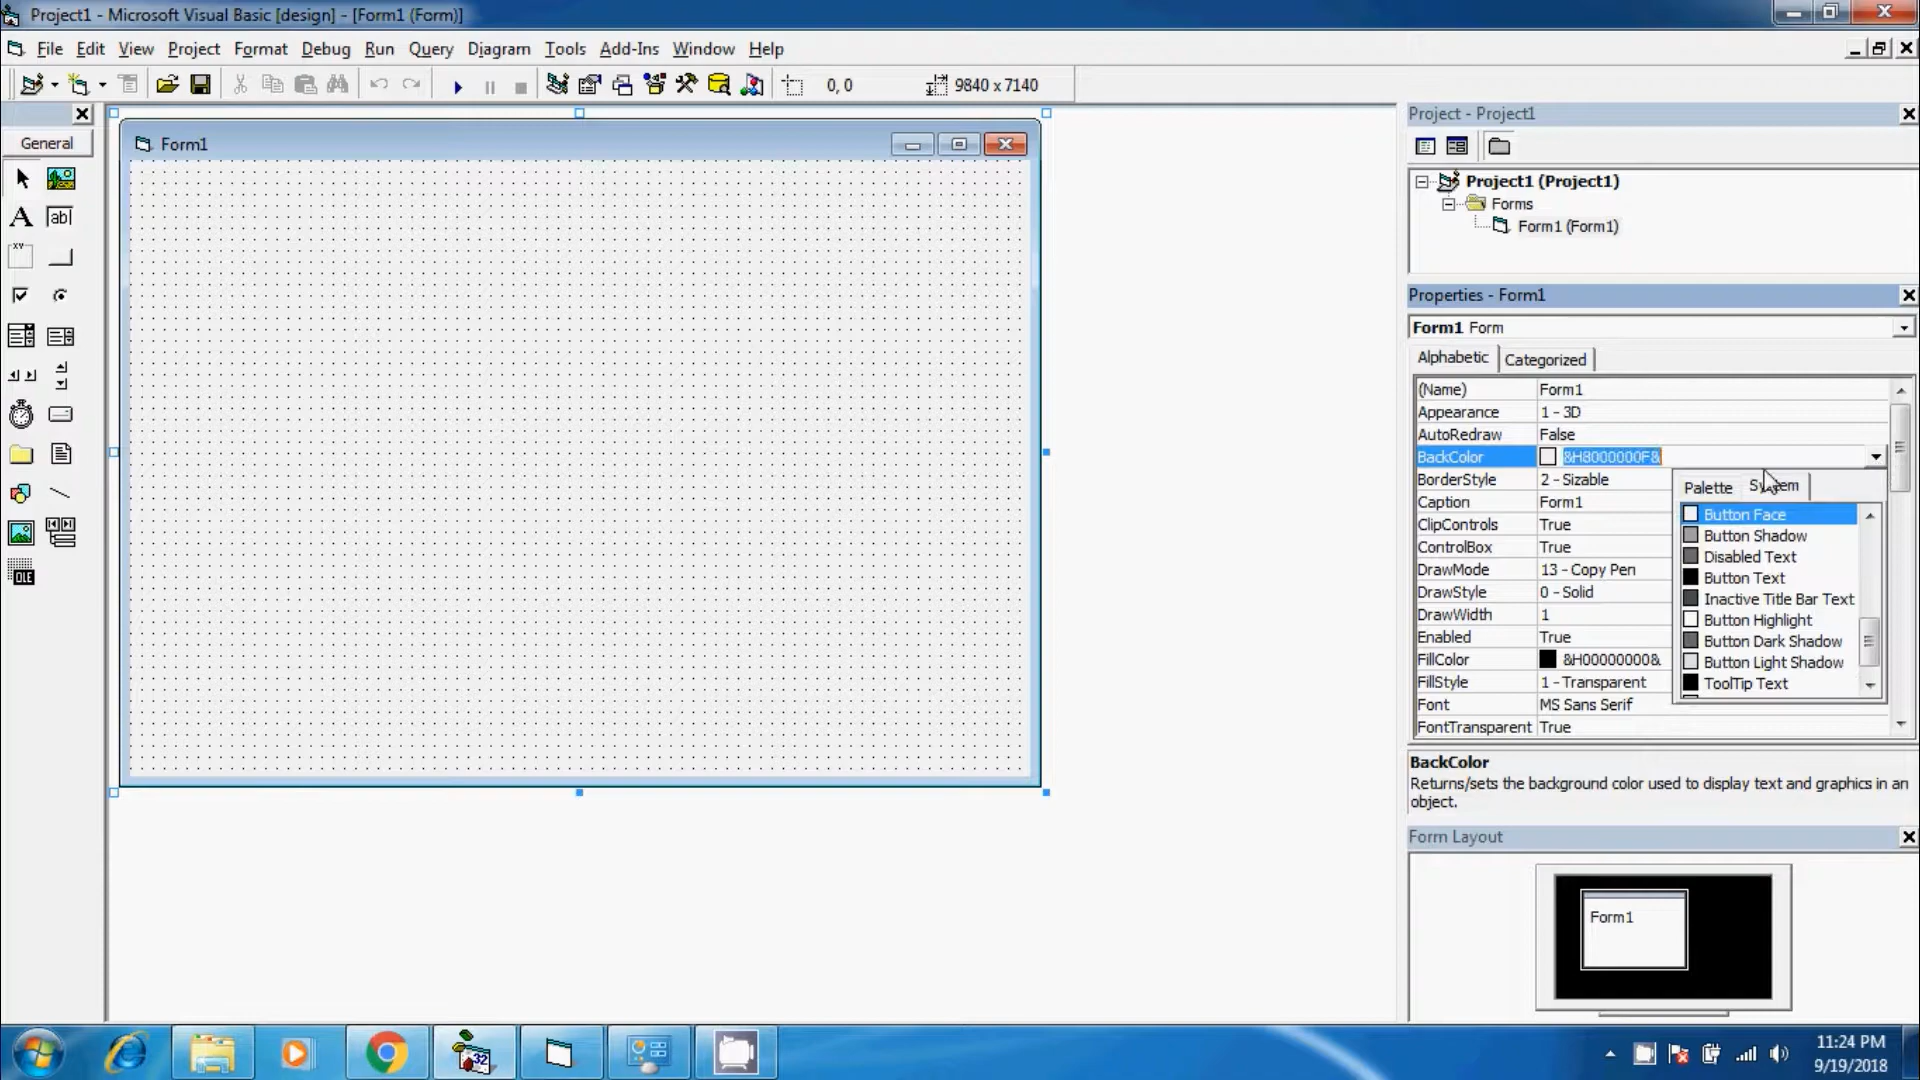 Project1 - Microsoft Visual Basic [design] - [Form1 (Form)]
File Edit View Project Format Debug Run Query Diagram Tools Add-Ins Window Help
0, 0 9840 x 7140
General
A ab|
XY
OLE
Form1
Project - Project1
Project1 (Project1)
Forms
Form1 (Form1)
Properties - Form1
Form1 Form
Alphabetic Categorized
(Name) Form1
Appearance 1 - 3D
AutoRedraw False
BackColor &H8000000F&
BorderStyle 2 - Sizable
Caption Form1
ClipControls True
ControlBox True
DrawMode 13 - Copy Pen
DrawStyle 0 - Solid
DrawWidth 1
Enabled True
FillColor &H00000000&
FillStyle 1 - Transparent
Font MS Sans Serif
FontTransparent True
Palette System
Button Face
Button Shadow
Disabled Text
Button Text
Inactive Title Bar Text
Button Highlight
Button Dark Shadow
Button Light Shadow
ToolTip Text
BackColor
Returns/sets the background color used to display text and graphics in an
object.
Form Layout
Form1
32
11:24 PM
9/19/2018